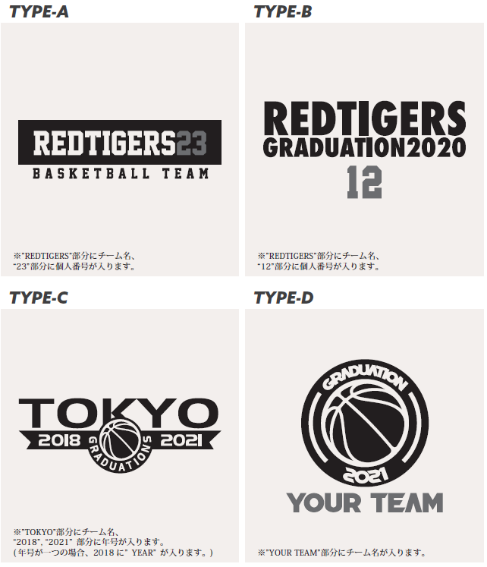 TYPE-A
REDTIGERS23
BASKETBALL TEAM
※"REDTIGERS"部分にチーム名、
"23"部分に個人番号が入ります。
TYPE-B
REDTIGERS
GRADUATION2020
12
※"REDTIGERS"部分にチーム名、
"12"部分に個人番号が入ります。
TYPE-C
TOKYO
2018 2021
GRADUATIONS
※"TOKYO"部分にチーム名、
"2018", "2021" 部分に年号が入ります。
( 年号が一つの場合、2018 に" YEAR" が入ります。)
TYPE-D
GRADUATION
2021
YOUR TEAM
※"YOUR TEAM"部分にチーム名が入ります。